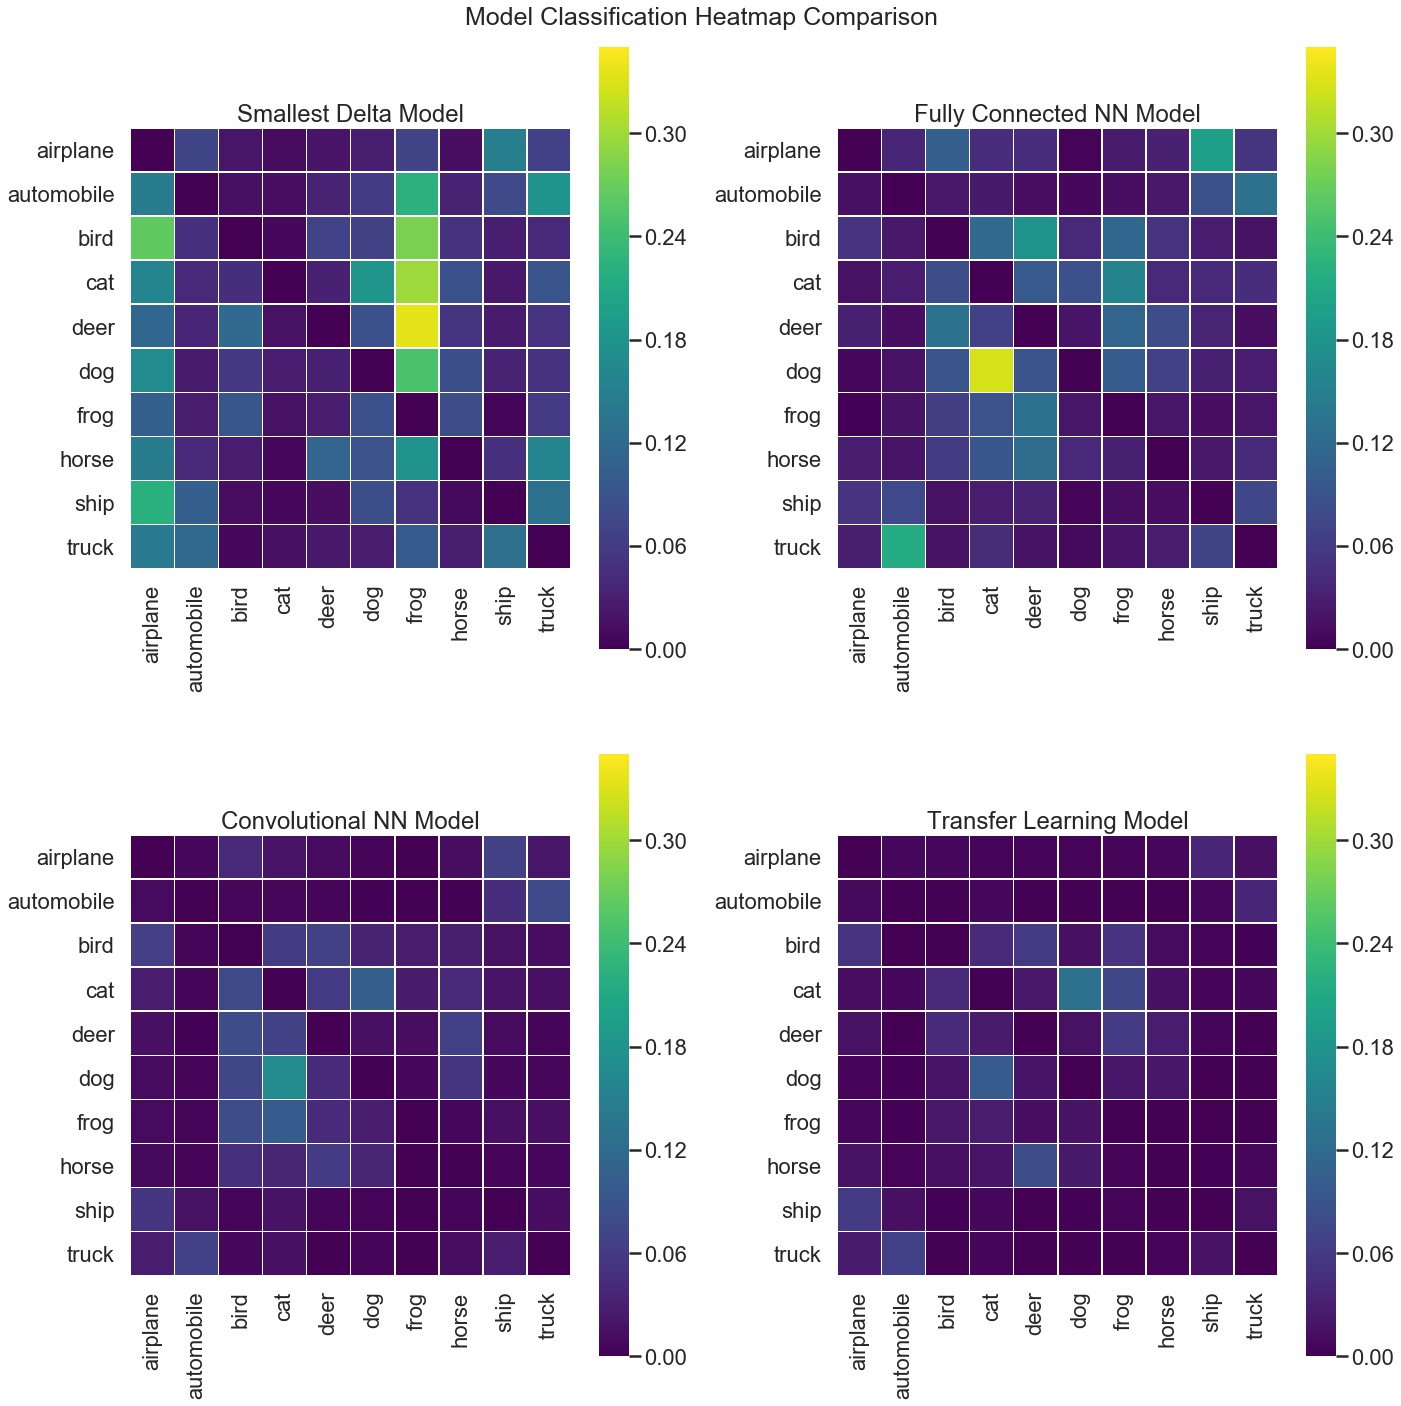 Model Classification Heatmap Comparison
Smallest Delta Model
airplane
automobile
bird
cat
deer
dog
frog
horse
ship
truck
airplane
automobile
bird
cat
deer
dog
frog
horse
ship
truck
0.30
0.24
0.18
0.12
0.06
0.00
Fully Connected NN Model
airplane
automobile
bird
cat
deer
dog
frog
horse
ship
truck
airplane
automobile
bird
cat
deer
dog
frog
horse
ship
truck
0.30
0.24
0.18
0.12
0.06
0.00
Convolutional NN Model
airplane
automobile
bird
cat
deer
dog
frog
horse
ship
truck
airplane
automobile
bird
cat
deer
dog
frog
horse
ship
truck
0.30
0.24
0.18
0.12
0.06
0.00
Transfer Learning Model
airplane
automobile
bird
cat
deer
dog
frog
horse
ship
truck
airplane
automobile
bird
cat
deer
dog
frog
horse
ship
truck
0.30
0.24
0.18
0.12
0.06
0.00